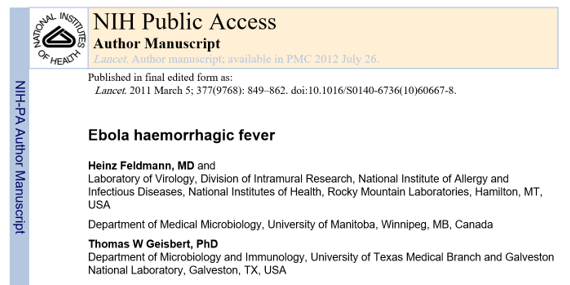 NATIONAL INSTITUTES OF HEALTH
NIH Public Access
Author Manuscript
Lancet. Author manuscript; available in PMC 2012 July 26.
Published in final edited form as:
Lancet. 2011 March 5; 377(9768): 849–862. doi:10.1016/S0140-6736(10)60667-8.
NIH-PA Author Manuscript
Ebola haemorrhagic fever
Heinz Feldmann, MD and
Laboratory of Virology, Division of Intramural Research, National Institute of Allergy and
Infectious Diseases, National Institutes of Health, Rocky Mountain Laboratories, Hamilton, MT,
USA
Department of Medical Microbiology, University of Manitoba, Winnipeg, MB, Canada
Thomas W Geisbert, PhD
Department of Microbiology and Immunology, University of Texas Medical Branch and Galveston
National Laboratory, Galveston, TX, USA